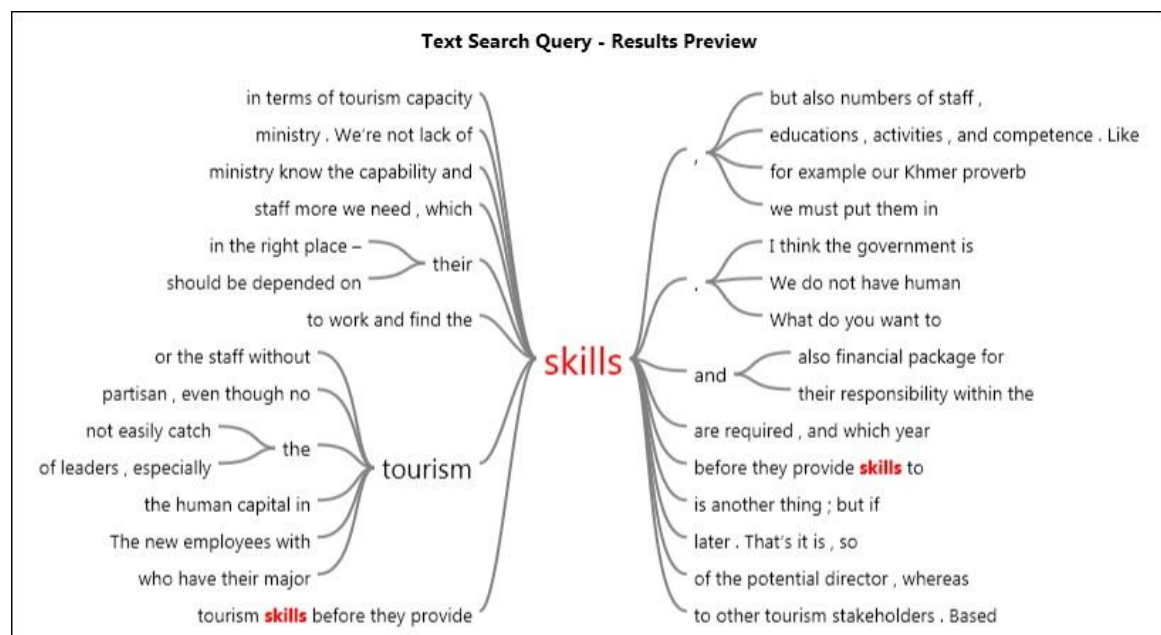 Text Search Query - Results Preview
in terms of tourism capacity
ministry . We're not lack of
ministry know the capability and
staff more we need , which
in the right place –
should be depended on
their
to work and find the
or the staff without
partisan , even though no
not easily catch
of leaders , especially
the
the human capital in
The new employees with
who have their major
tourism
tourism skills before they provide
skills
,
but also numbers of staff ,
educations , activities , and competence . Like
for example our Khmer proverb
we must put them in
.
I think the government is
We do not have human
What do you want to
and
also financial package for
their responsibility within the
are required , and which year
before they provide skills to
is another thing ; but if
later . That's it is , so
of the potential director , whereas
to other tourism stakeholders . Based